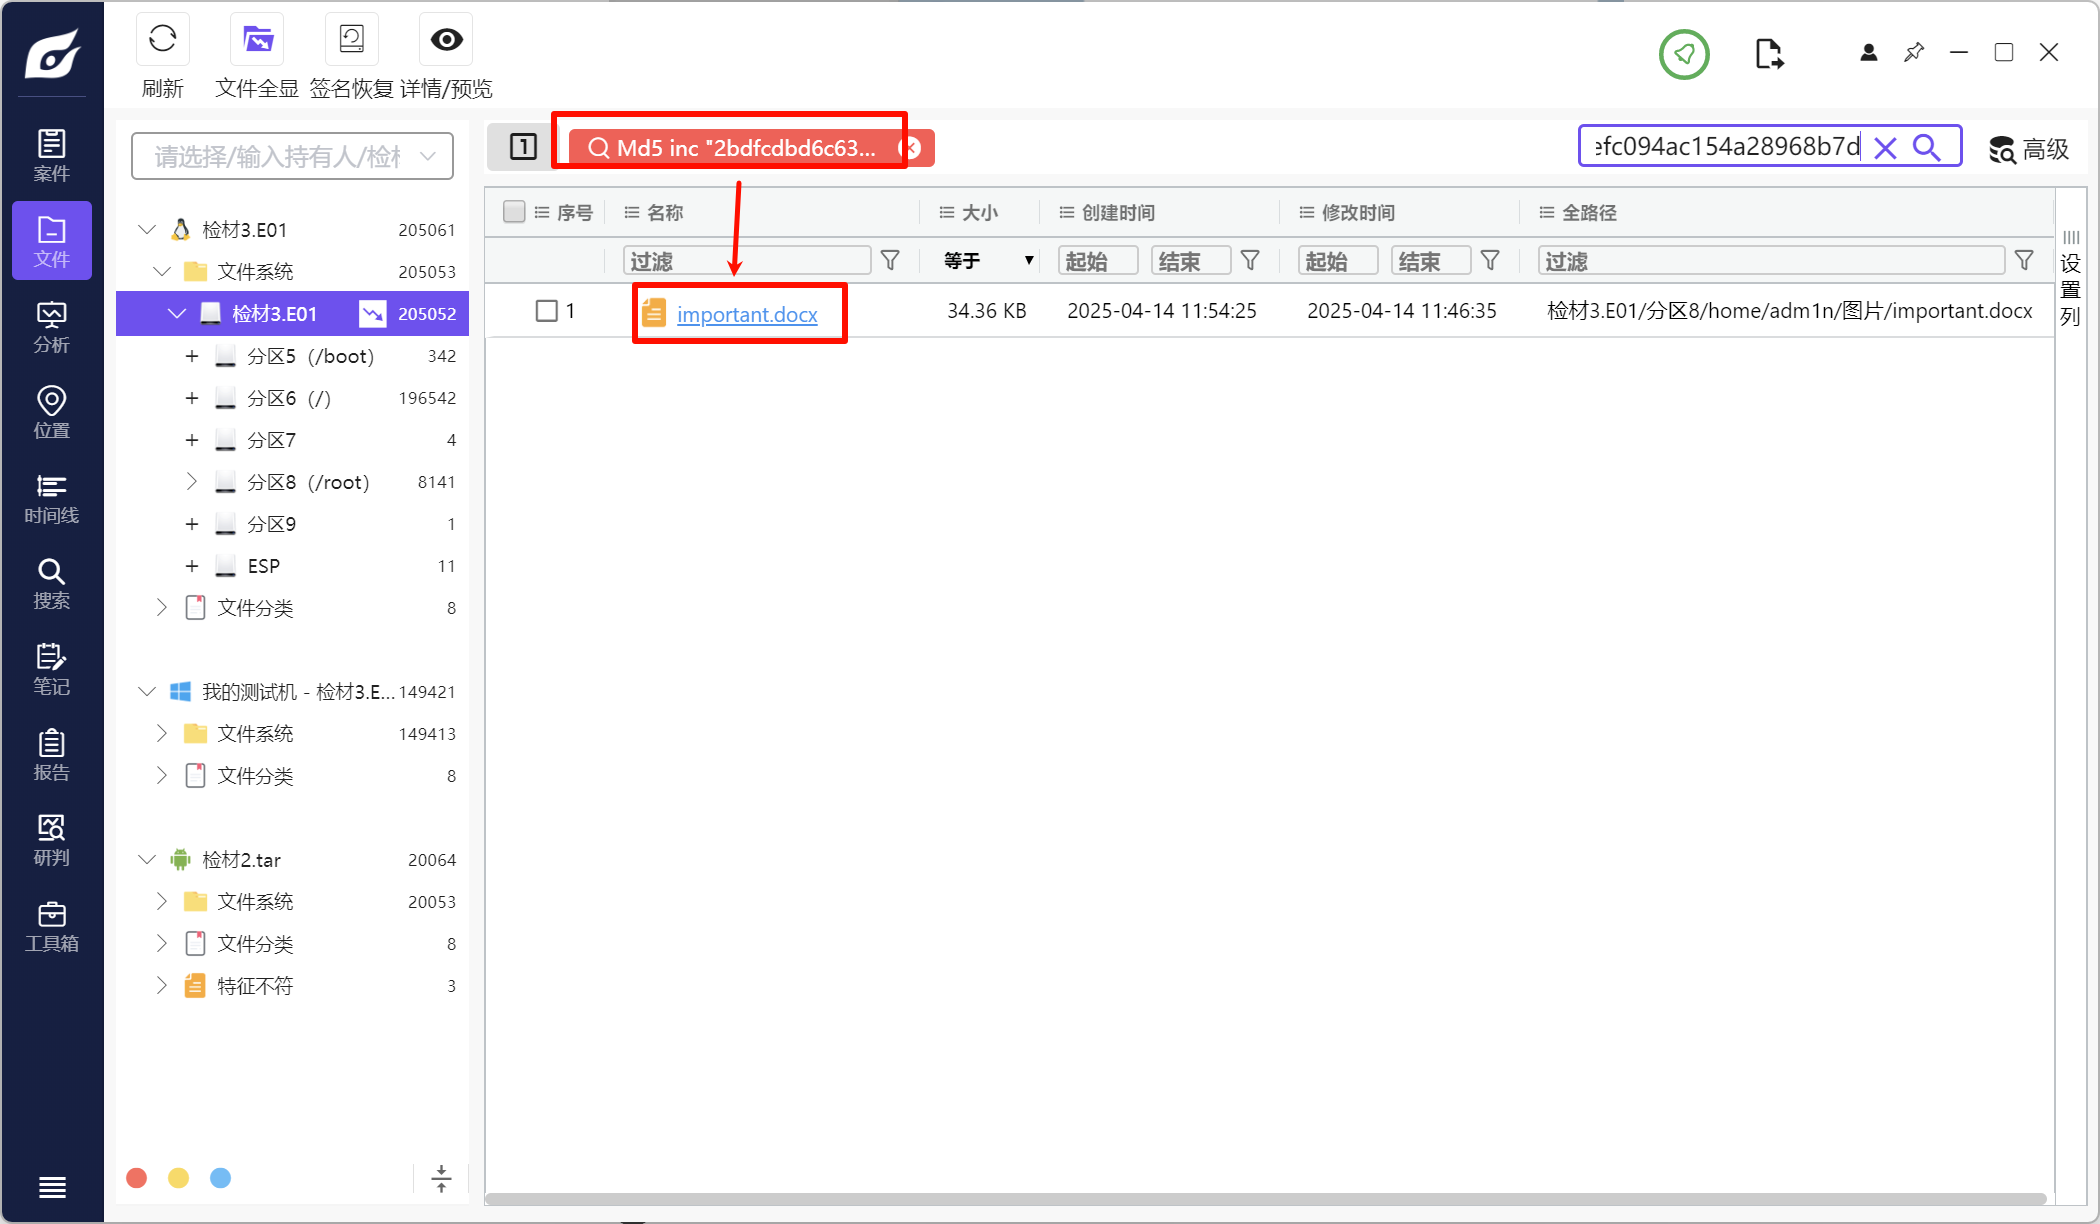 刷新
文件全显
签名恢复
详情/预览
案件
文件
分析
位置
时间线
搜索
笔记
报告
研判
工具箱
请选择/输入持有人/检材
检材3.E01 205061
文件系统 205053
检材3.E01 205052
分区5 (/boot) 342
分区6 (/) 196542
分区7 4
分区8 (/root) 8141
分区9 1
ESP 11
文件分类 8
我的测试机 - 检材3.E... 149421
文件系统 149413
文件分类 8
检材2.tar 20064
文件系统 20053
文件分类 8
特征不符 3
1
Md5 inc "2bdfcdbd6c63...
efc094ac154a28968b7d
高级
序号 名称 大小 创建时间 修改时间 全路径
过滤 等于 起始 结束 起始 结束 过滤
1 important.docx 34.36 KB 2025-04-14 11:54:25 2025-04-14 11:46:35 检材3.E01/分区8/home/adm1n/图片/important.docx
设置列